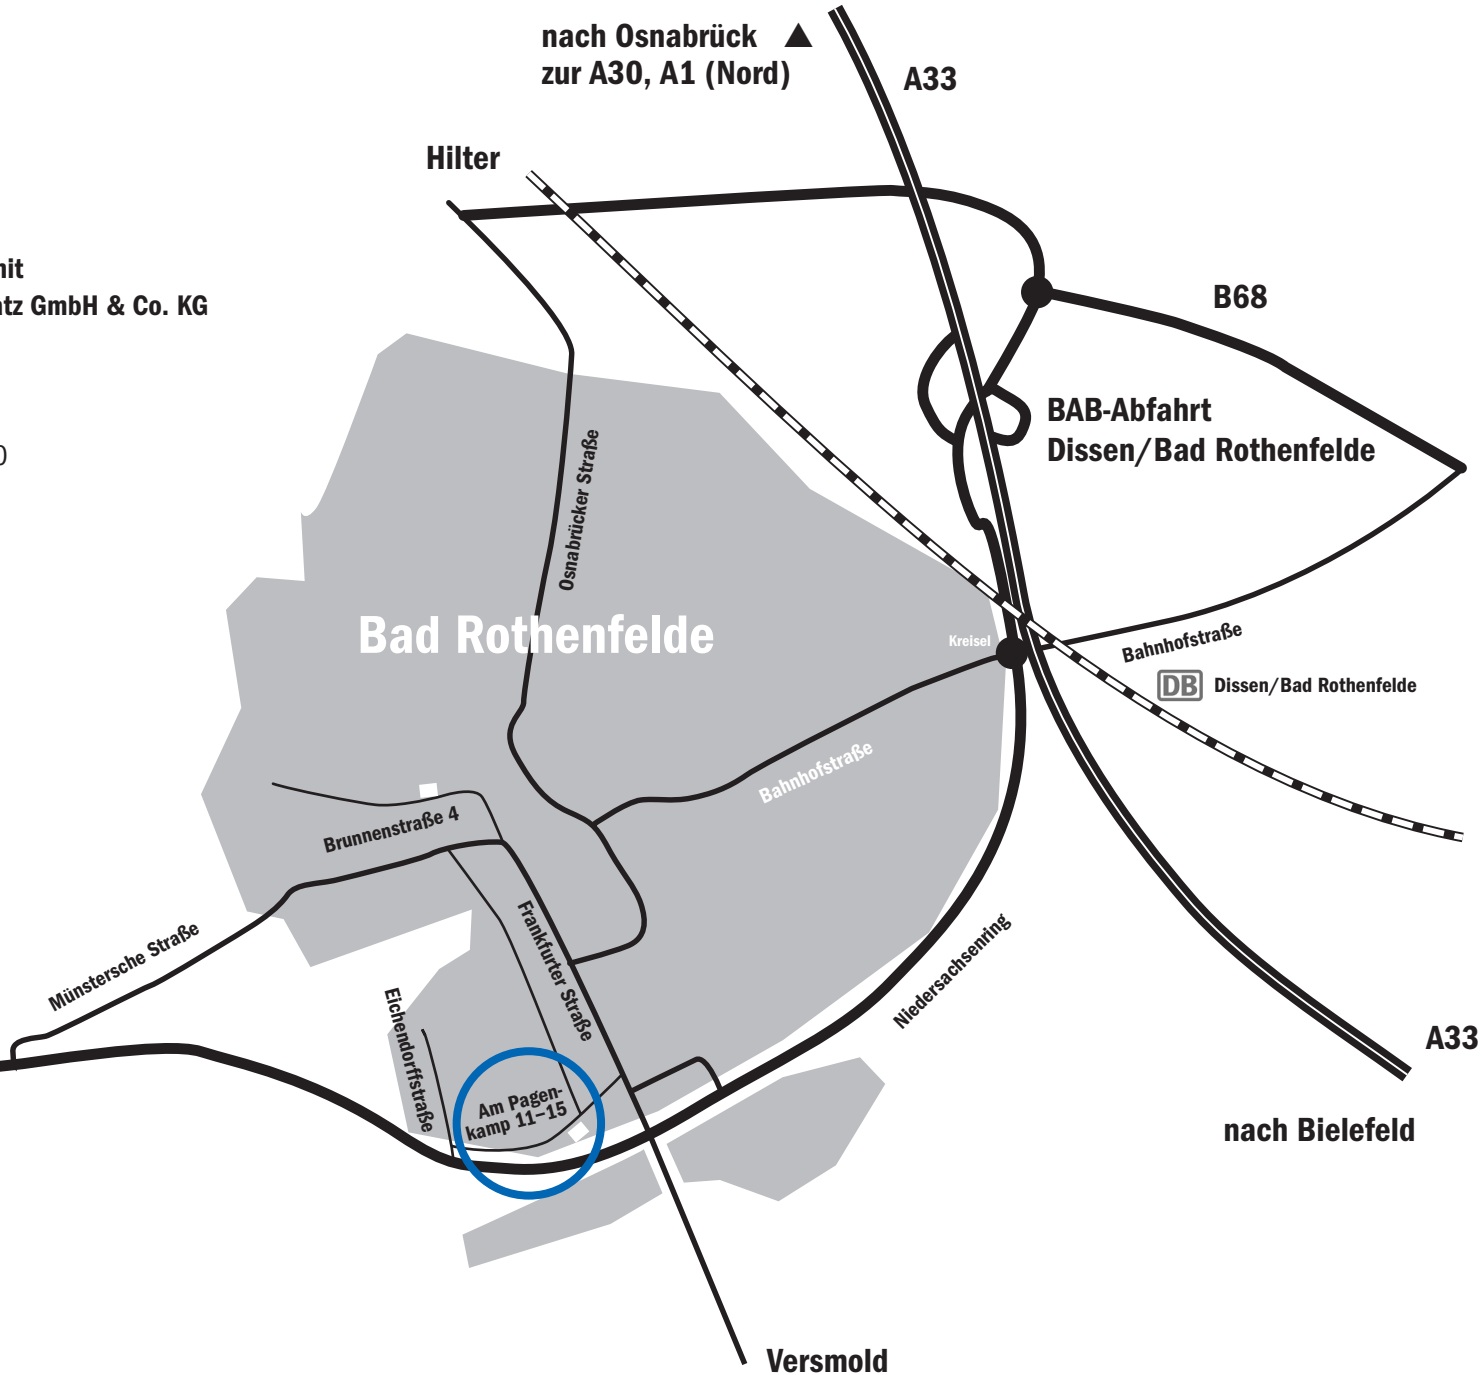 nach Osnabrück
zur A30, A1 (Nord)
A33
Hilter
GmbH & Co. KG
B68
BAB-Abfahrt
Dissen/Bad Rothenfelde
Osnabrücker Straße
Bad Rothenfelde
Kreisel
Bahnhofstraße
DB Dissen/Bad Rothenfelde
Bahnhofstraße
Brunnenstraße 4
Münstersche Straße
Frankfurter Straße
Niedersachsenring
Eichendorffstraße
A33
Am Pagen-
kamp 11–15
nach Bielefeld
Versmold